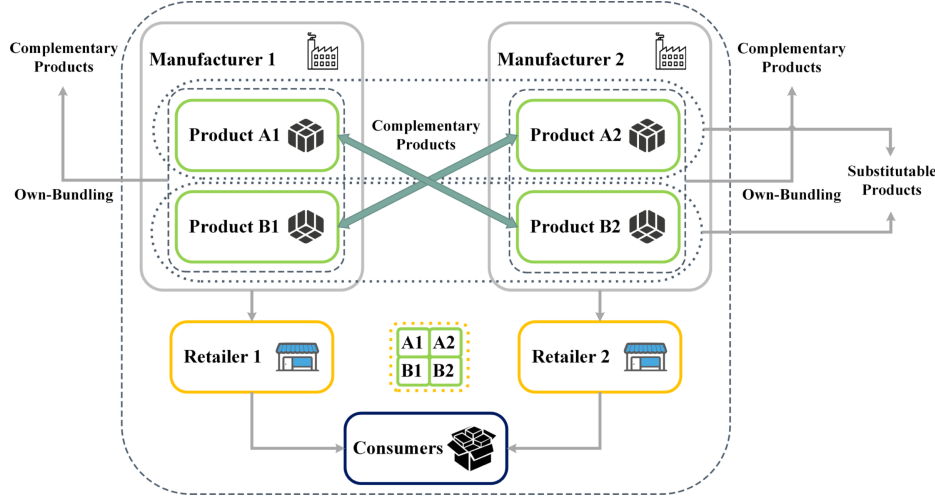 Complementary
Products
Manufacturer 1
Manufacturer 2
Complementary
Products
Product A1
Complementary
Products
Product A2
Own-Bundling
Own-Bundling
Substitutable
Products
Product B1
Product B2
Retailer 1
A1 A2
B1 B2
Retailer 2
Consumers